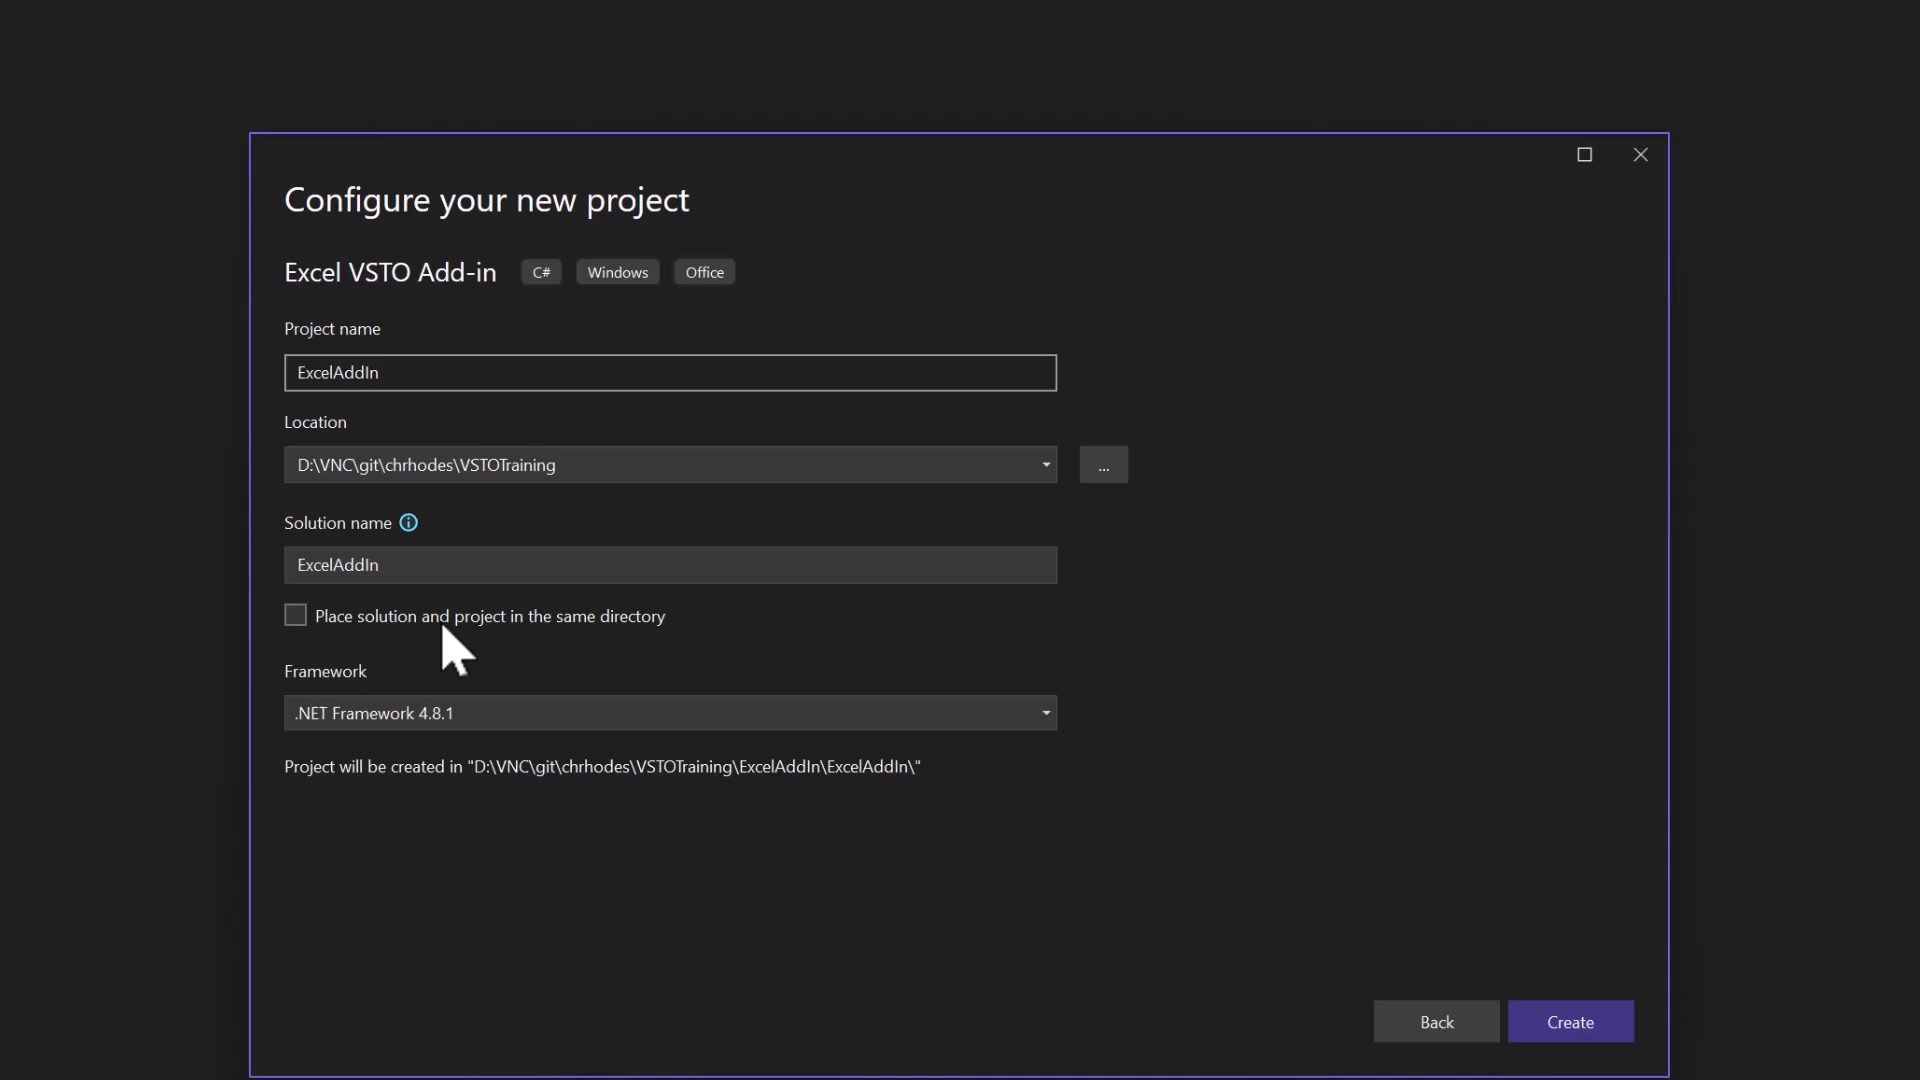 Configure your new project
Excel VSTO Add-in C# Windows Office
Project name
ExcelAddIn
Location
D:\VNC\git\chrhodes\VSTOTraining
...
Solution name
ExcelAddIn
Place solution and project in the same directory
Framework
.NET Framework 4.8.1
Project will be created in "D:\VNC\git\chrhodes\VSTOTraining\ExcelAddIn\ExcelAddIn\"
Back Create